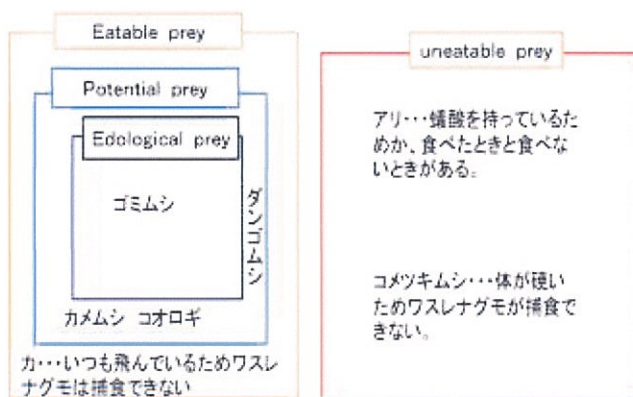 Eatable prey
Potential prey
Edological prey
ゴミムシ
ダンゴムシ
カメムシ コオロギ
カ・・・いつも飛んでいるためワスレ
ナグモは捕食できない
uneatable prey
アリ・・・蟻酸を持っているた
めか、食べたときと食べな
いときがある。
コメツキムシ・・・体が硬い
ためワスレナグモが捕食で
きない。